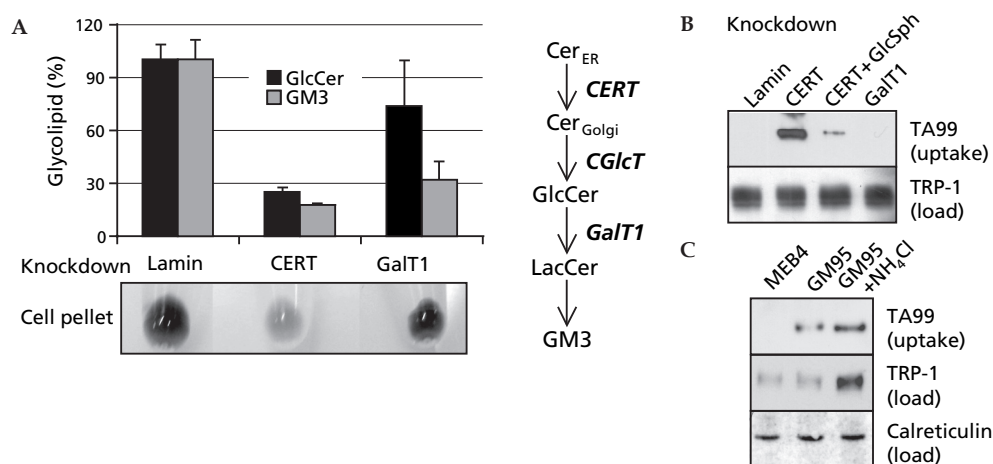 A
120
90
60
30
0
Glycolipid (%)
GlcCer
GM3
Knockdown Lamin CERT GalT1
Cell pellet
Cer ER
CERT
Cer Golgi
CGlcT
GlcCer
GalT1
LacCer
GM3
B Knockdown
Lamin CERT CERT+GlcSph GalT1
TA99
(uptake)
TRP-1
(load)
C
MEB4 GM95 GM95
+NH4Cl
TA99
(uptake)
TRP-1
(load)
Calreticulin
(load)